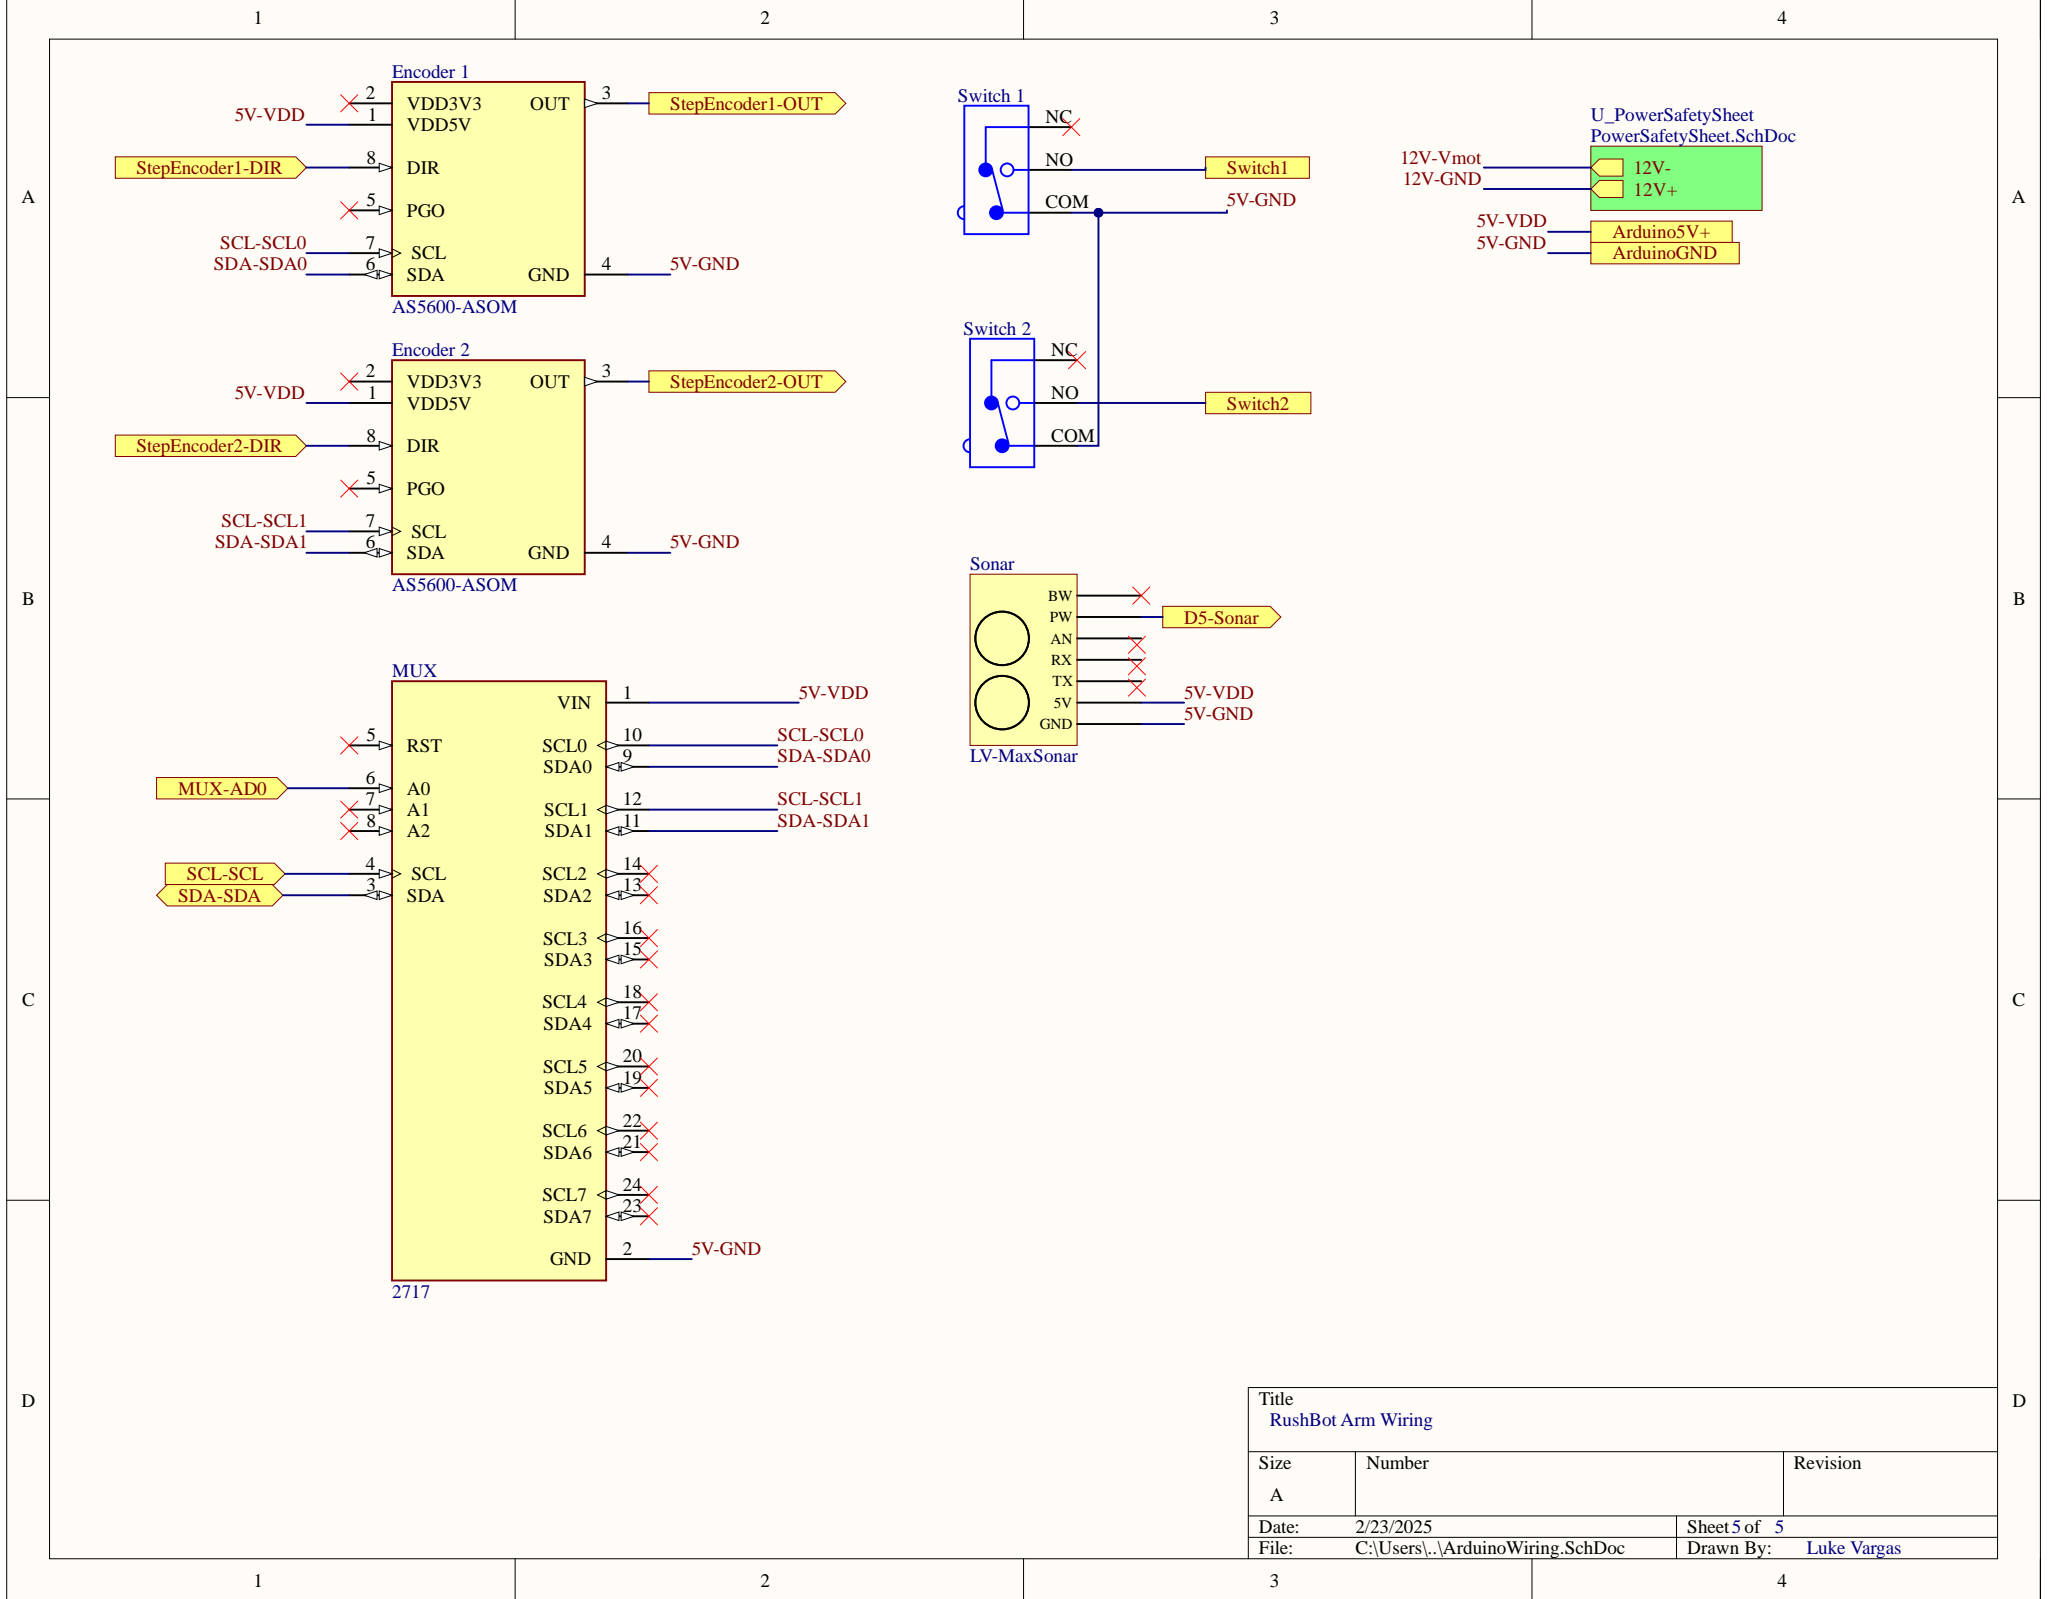 1 2 3 4
A
B
C
D
A
B
C
D
Encoder 1
2 VDD3V3 OUT 3 StepEncoder1-OUT
5V-VDD 1 VDD5V
StepEncoder1-DIR 8 DIR
5 PGO
SCL-SCL0 7 SCL
SDA-SDA0 6 SDA GND 4 5V-GND
AS5600-ASOM
Encoder 2
2 VDD3V3 OUT 3 StepEncoder2-OUT
5V-VDD 1 VDD5V
StepEncoder2-DIR 8 DIR
5 PGO
SCL-SCL1 7 SCL
SDA-SDA1 6 SDA GND 4 5V-GND
AS5600-ASOM
MUX
VIN 1 5V-VDD
5 RST SCL0 10 SCL-SCL0
SDA0 9 SDA-SDA0
MUX-AD0 6 A0
7 A1 SCL1 12 SCL-SCL1
8 A2 SDA1 11 SDA-SDA1
SCL-SCL 4 SCL SCL2 14
SDA-SDA 3 SDA SDA2 13
SCL3 16
SDA3 15
SCL4 18
SDA4 17
SCL5 20
SDA5 19
SCL6 22
SDA6 21
SCL7 24
SDA7 23
GND 2 5V-GND
2717
Switch 1
NC
NO Switch1
COM 5V-GND
Switch 2
NC
NO Switch2
COM
Sonar
BW
PW D5-Sonar
AN
RX
TX
5V 5V-VDD
GND 5V-GND
LV-MaxSonar
U_PowerSafetySheet
PowerSafetySheet.SchDoc
12V-Vmot 12V-
12V-GND 12V+
5V-VDD Arduino5V+
5V-GND ArduinoGND
Title
RushBot Arm Wiring
Size Number Revision
A
Date: 2/23/2025 Sheet 5 of 5
File: C:\Users\..\ArduinoWiring.SchDoc Drawn By: Luke Vargas
1 2 3 4